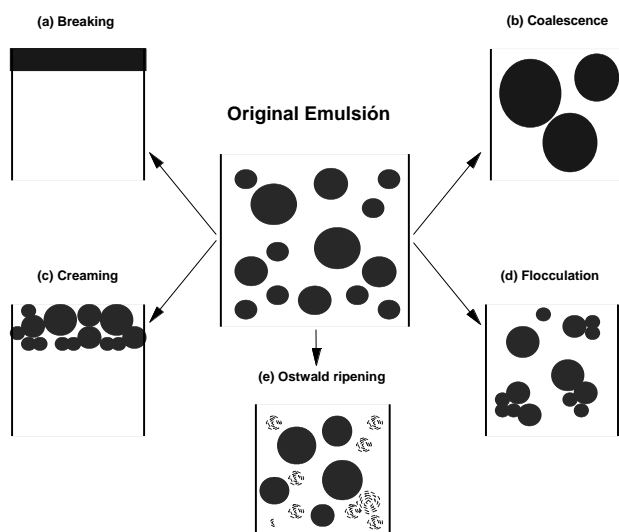 (a) Breaking
(b) Coalescence
Original Emulsión
(c) Creaming
(d) Flocculation
(e) Ostwald ripening